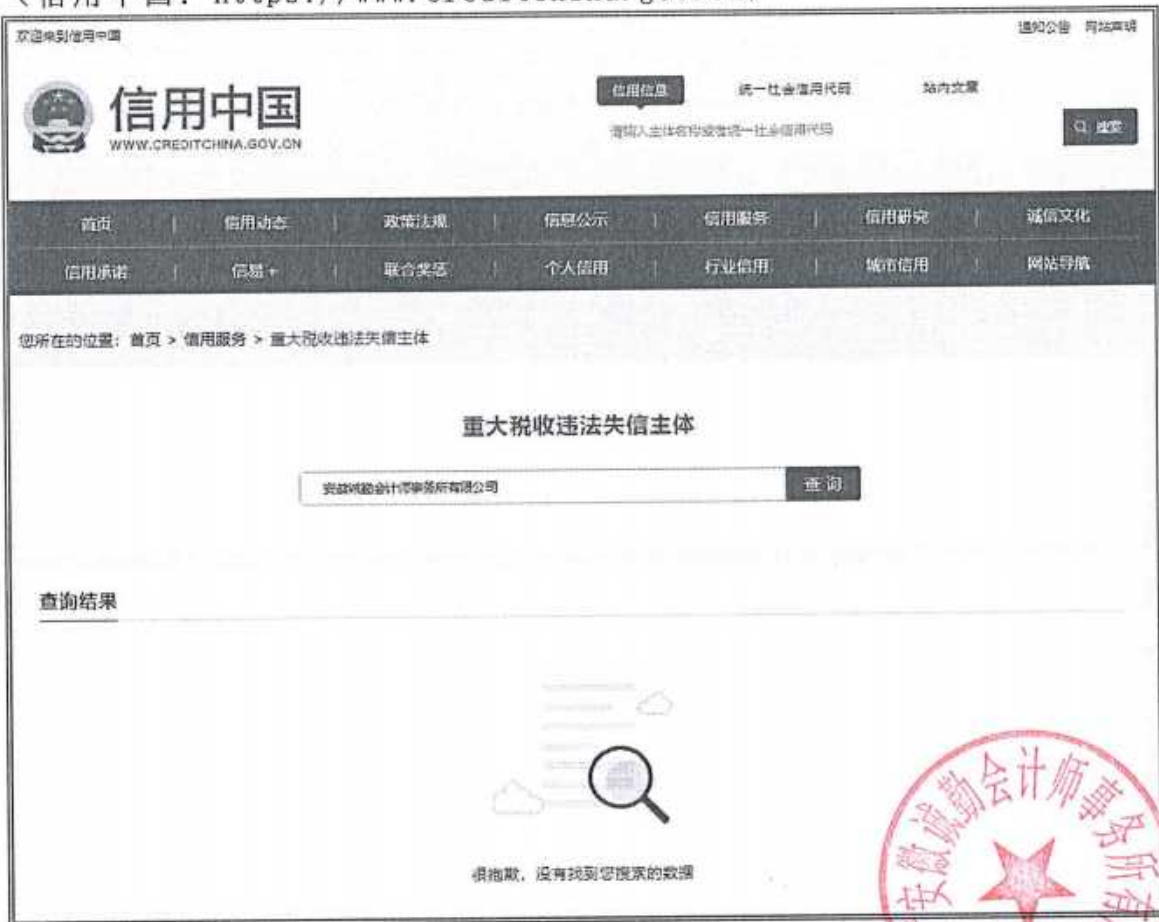 欢迎来到信用中国
通知公告 网站声明
信用中国
WWW.CREDITCHINA.GOV.CN
信用信息 统一社会信用代码 站内文章
请输入主体名称或者统一社会信用代码
搜索
首页 | 信用动态 | 政策法规 | 信息公示 | 信用服务 | 信用研究 | 诚信文化
信用承诺 | 信易+ | 联合奖惩 | 个人信用 | 行业信用 | 城市信用 | 网站导航
您所在的位置：首页 > 信用服务 > 重大税收违法失信主体
重大税收违法失信主体
安徽诚勤会计师事务所有限公司
查询
查询结果
很抱歉，没有找到您搜索的数据
安徽诚勤会计师事务所有